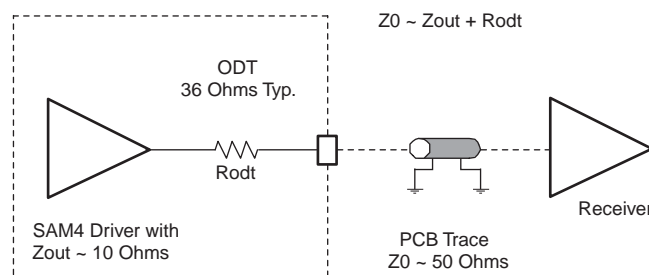 Z0 ~ Zout + Rodt
ODT
36 Ohms Typ.
Rodt
Receiver
SAM4 Driver with
Zout ~ 10 Ohms
PCB Trace
Z0 ~ 50 Ohms